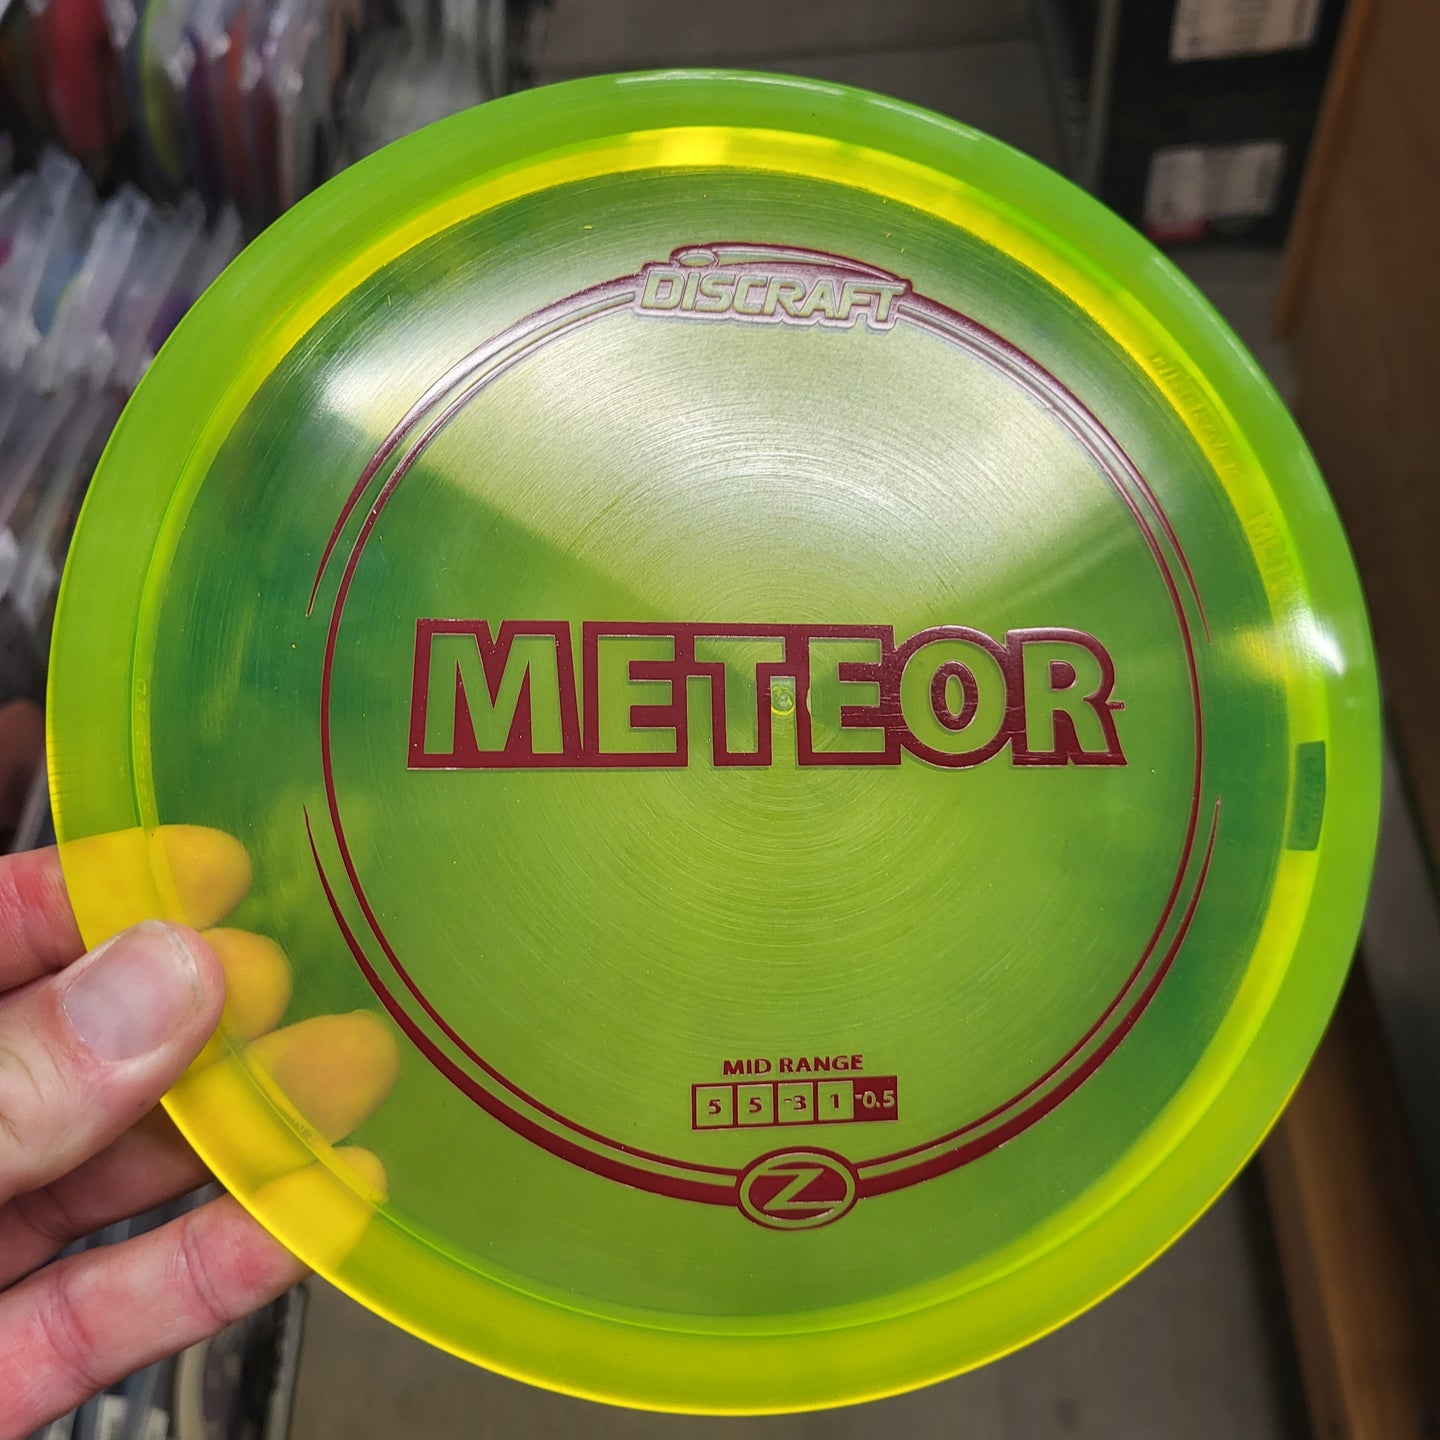 DISCRAFT
METEOR
MID RANGE
5 5 -3 1 -0.5
Z